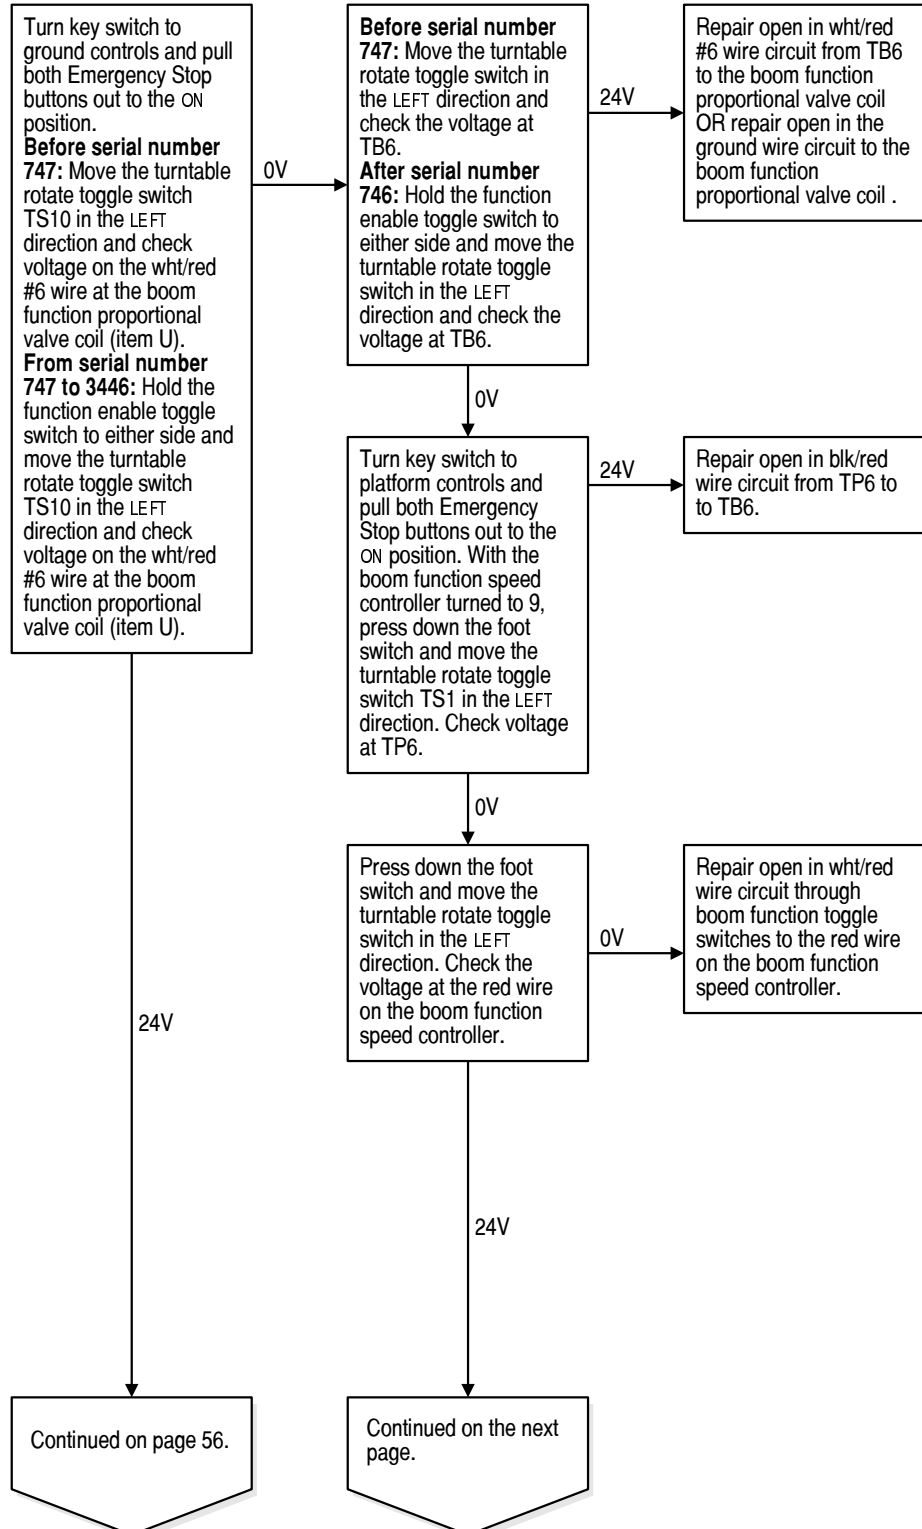 Turn key switch to
ground controls and pull
both Emergency Stop
buttons out to the ON
position.
Before serial number
747: Move the turntable
rotate toggle switch
TS10 in the LEFT
direction and check
voltage on the wht/red
#6 wire at the boom
function proportional
valve coil (item U).
From serial number
747 to 3446: Hold the
function enable toggle
switch to either side and
move the turntable
rotate toggle switch
TS10 in the LEFT
direction and check
voltage on the wht/red
#6 wire at the boom
function proportional
valve coil (item U).
0V
Before serial number
747: Move the turntable
rotate toggle switch in
the LEFT direction and
check the voltage at
TB6.
After serial number
746: Hold the function
enable toggle switch to
either side and move the
turntable rotate toggle
switch in the LEFT
direction and check the
voltage at TB6.
24V
Repair open in wht/red
#6 wire circuit from TB6
to the boom function
proportional valve coil
OR repair open in the
ground wire circuit to the
boom function
proportional valve coil .
0V
Turn key switch to
platform controls and
pull both Emergency
Stop buttons out to the
ON position. With the
boom function speed
controller turned to 9,
press down the foot
switch and move the
turntable rotate toggle
switch TS1 in the LEFT
direction. Check voltage
at TP6.
24V
Repair open in blk/red
wire circuit from TP6 to
to TB6.
0V
Press down the foot
switch and move the
turntable rotate toggle
switch in the LEFT
direction. Check the
voltage at the red wire
on the boom function
speed controller.
0V
Repair open in wht/red
wire circuit through
boom function toggle
switches to the red wire
on the boom function
speed controller.
24V
24V
Continued on page 56.
Continued on the next
page.